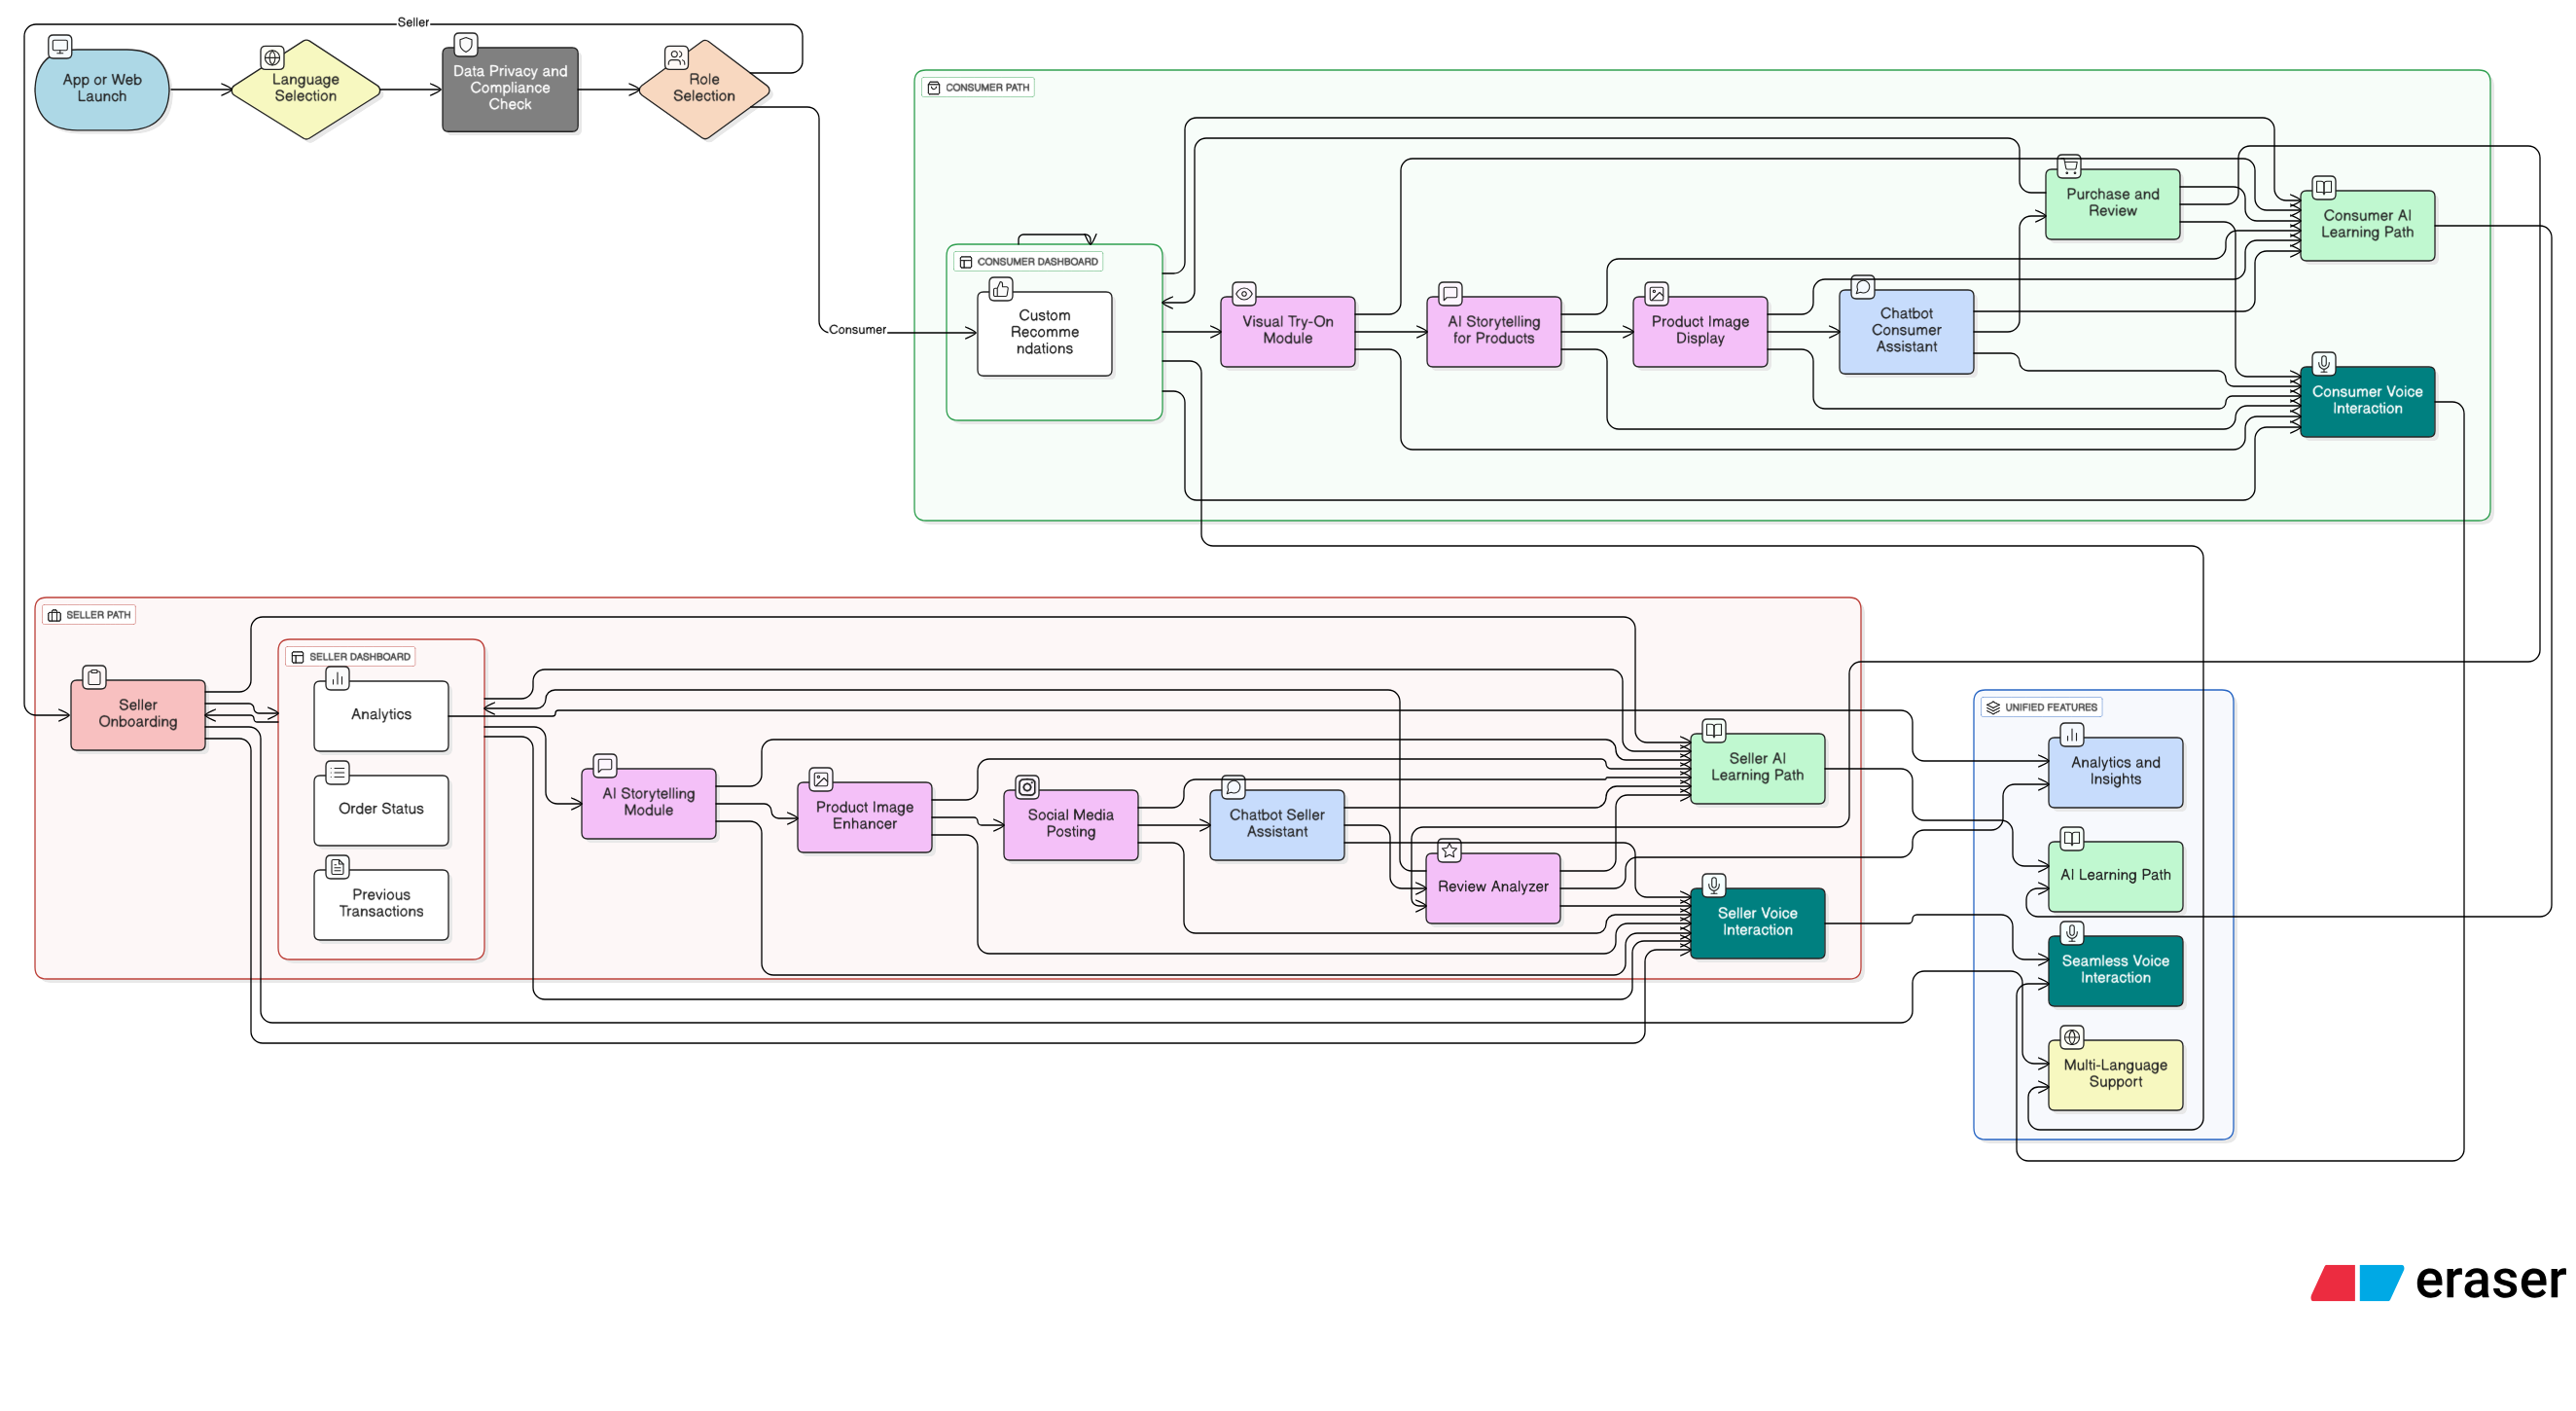 Seller
App or Web
Launch
Language
Selection
Data Privacy and
Compliance
Check
Role
Selection
Consumer
CONSUMER PATH
CONSUMER DASHBOARD
Custom
Recomme
ndations
Visual Try-On
Module
AI Storytelling
for Products
Product Image
Display
Chatbot
Consumer
Assistant
Purchase and
Review
Consumer AI
Learning Path
Consumer Voice
Interaction
SELLER PATH
Seller
Onboarding
SELLER DASHBOARD
Analytics
Order Status
Previous
Transactions
AI Storytelling
Module
Product Image
Enhancer
Social Media
Posting
Chatbot Seller
Assistant
Review Analyzer
Seller AI
Learning Path
Seller Voice
Interaction
UNIFIED FEATURES
Analytics and
Insights
AI Learning Path
Seamless Voice
Interaction
Multi-Language
Support
eraser